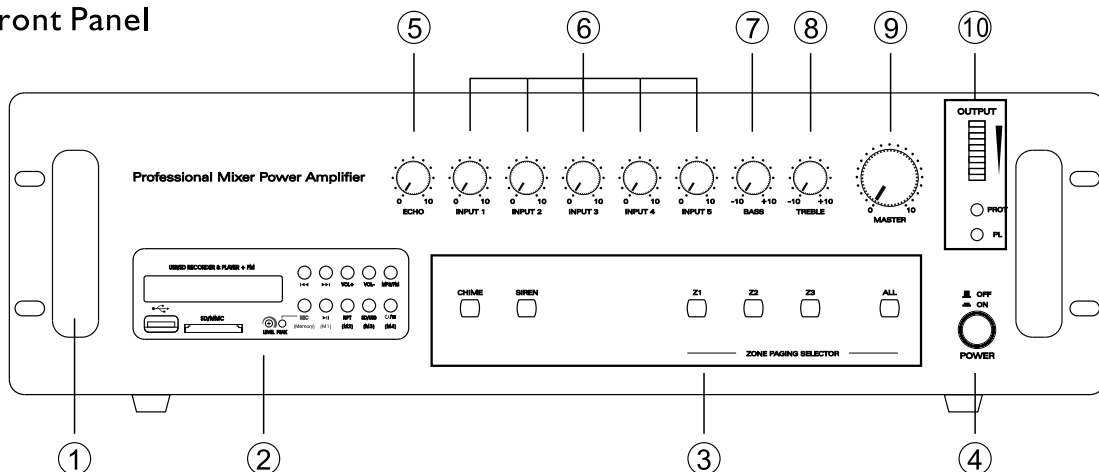 ront Panel
⑤ ⑥ ⑦ ⑧ ⑨ ⑩
OUTPUT
Professional Mixer Power Amplifier
0 10 0 10 0 10 0 10 0 10 0 10 -10 +10 -10 +10 0 10
ECHO INPUT 1 INPUT 2 INPUT 3 INPUT 4 INPUT 5 BASS TREBLE MASTER
PROT
PL
USB/SD RECORDER & PLAYER + FM
VOL+ VOL- MP3/FM
SD/MMC
LEVEL PEAK
REC RPT SD/USB
(Memory) (M1) (M2) (M3) (M4)
CHIME SIREN Z1 Z2 Z3 ALL
ZONE PAGING SELECTOR
OFF
ON
POWER
① ② ③ ④